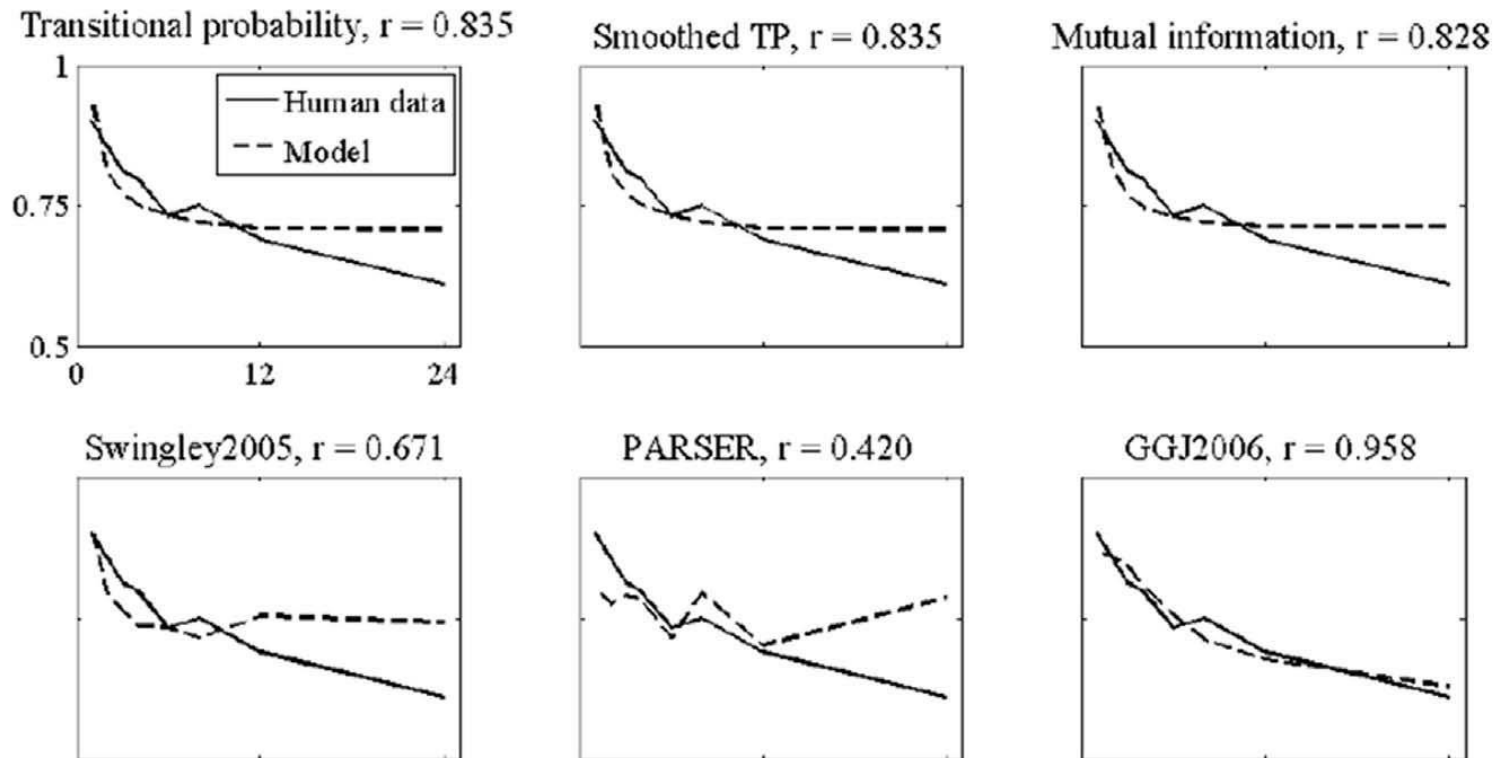 Transitional probability, r = 0.835
Smoothed TP, r = 0.835
Mutual information, r = 0.828
1
Human data
Model
0.75
0.5
0
12
24
Swingley2005, r = 0.671
PARSER, r = 0.420
GGJ2006, r = 0.958